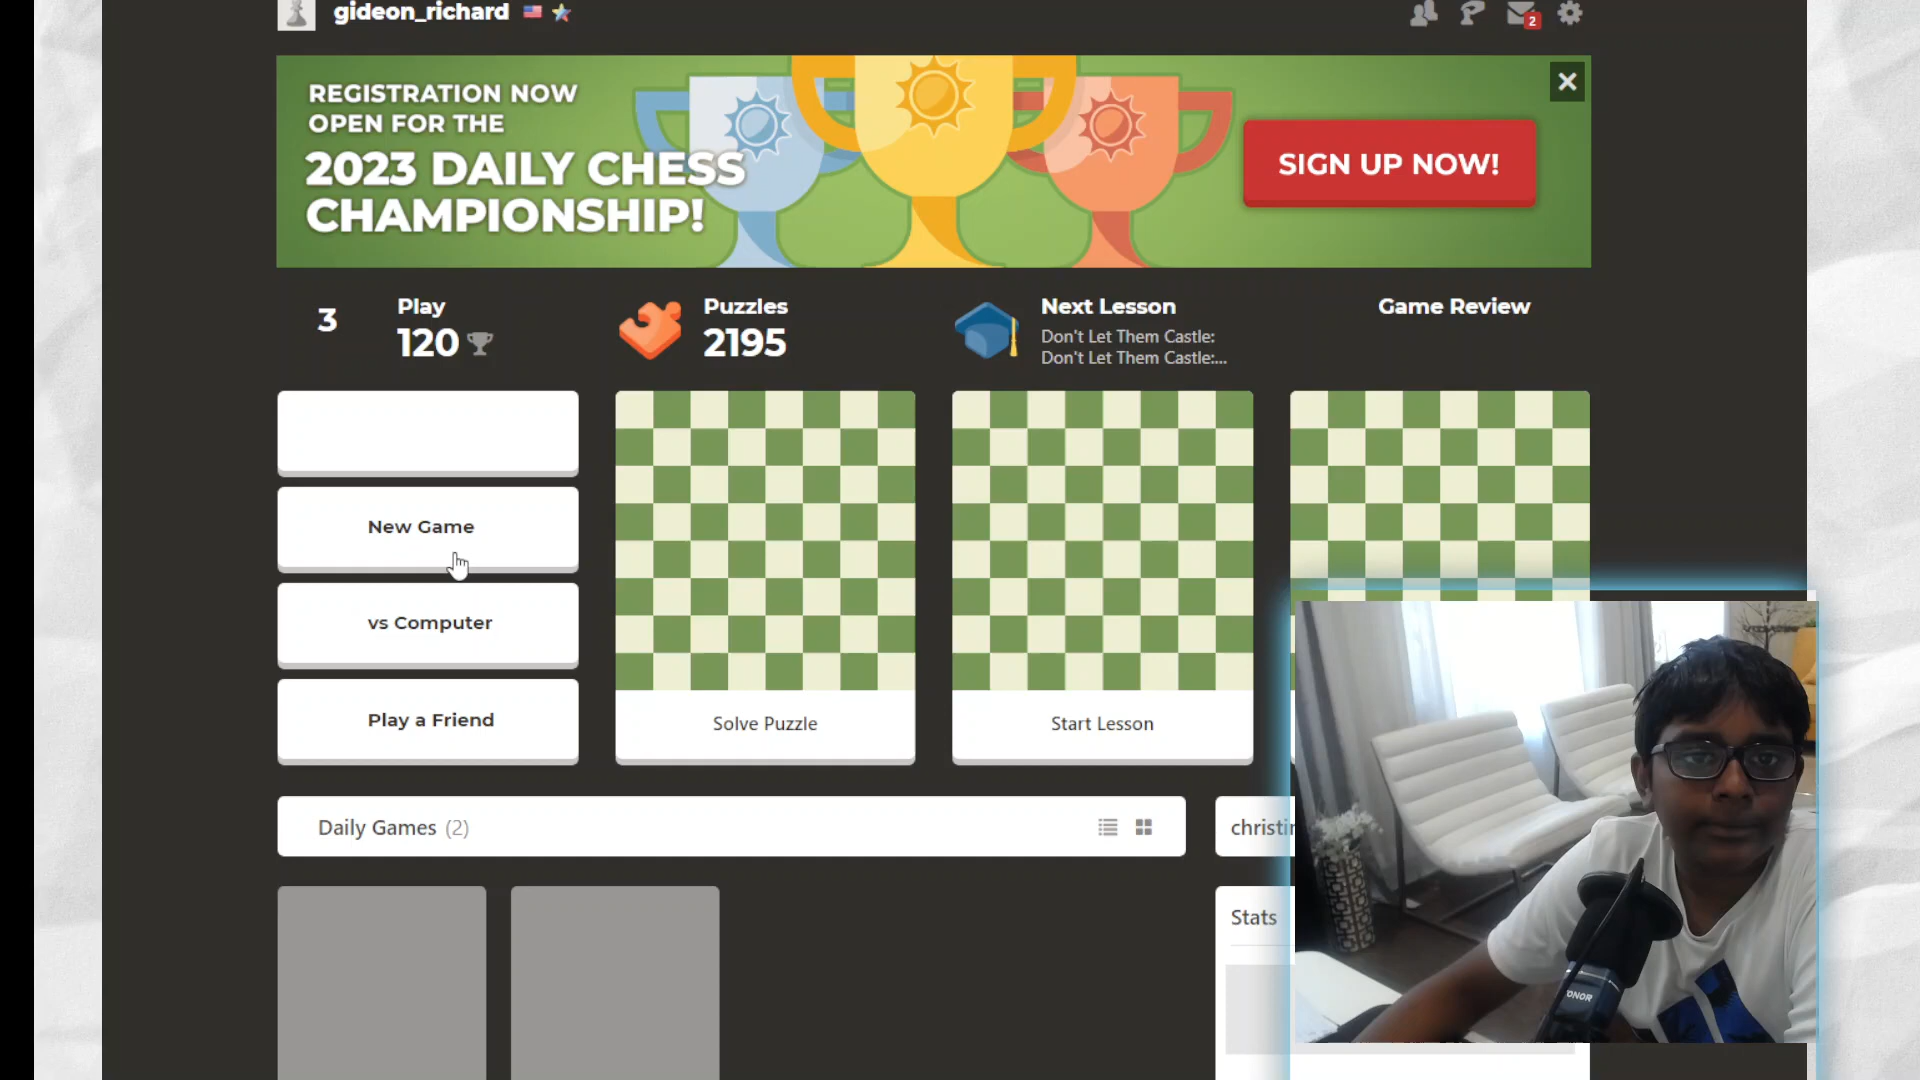 gideon_richard
2
REGISTRATION NOW
OPEN FOR THE
2023 DAILY CHESS
CHAMPIONSHIP!
SIGN UP NOW!
3
Play
120
Puzzles
2195
Next Lesson
Don't Let Them Castle:
Don't Let Them Castle:...
Game Review
New Game
vs Computer
Play a Friend
Solve Puzzle
Start Lesson
Daily Games (2)
christin
Stats